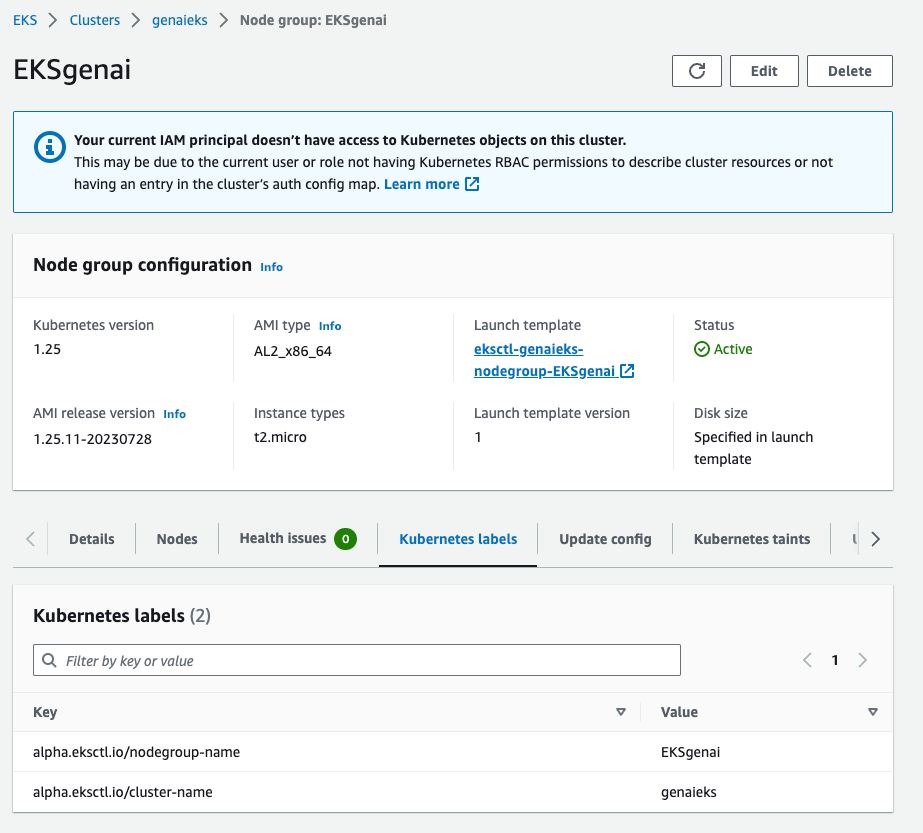 EKS > Clusters > genaieks > Node group: EKSgenai
EKSgenai
Edit
Delete
Your current IAM principal doesn’t have access to Kubernetes objects on this cluster.
This may be due to the current user or role not having Kubernetes RBAC permissions to describe cluster resources or not
having an entry in the cluster’s auth config map. Learn more
Node group configuration Info
Kubernetes version
1.25
AMI type Info
AL2_x86_64
Launch template
eksctl-genaieks-
nodegroup-EKSgenai
Status
Active
AMI release version Info
1.25.11-20230728
Instance types
t2.micro
Launch template version
1
Disk size
Specified in launch
template
Details
Nodes
Health issues 0
Kubernetes labels
Update config
Kubernetes taints
Kubernetes labels (2)
Filter by key or value
1
Key Value
alpha.eksctl.io/nodegroup-name EKSgenai
alpha.eksctl.io/cluster-name genaieks